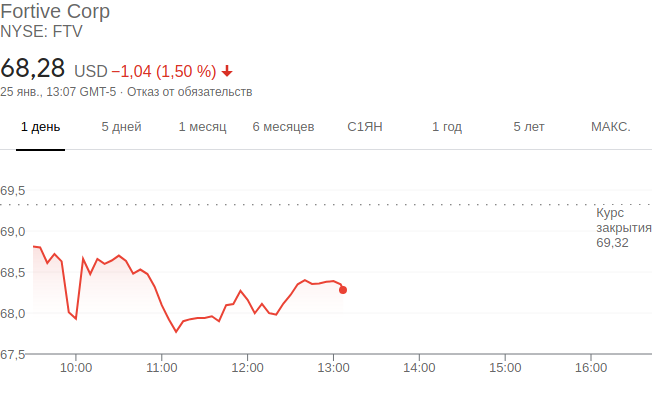 Fortive Corp
NYSE: FTV
68,28 USD −1,04 (1,50 %)
25 янв., 13:07 GMT-5 · Отказ от обязательств
1 день 5 дней 1 месяц 6 месяцев С1ЯН 1 год 5 лет МАКС.
69,5
Курс
закрытия
69,32
69,0
68,5
68,0
67,5
10:00 11:00 12:00 13:00 14:00 15:00 16:00